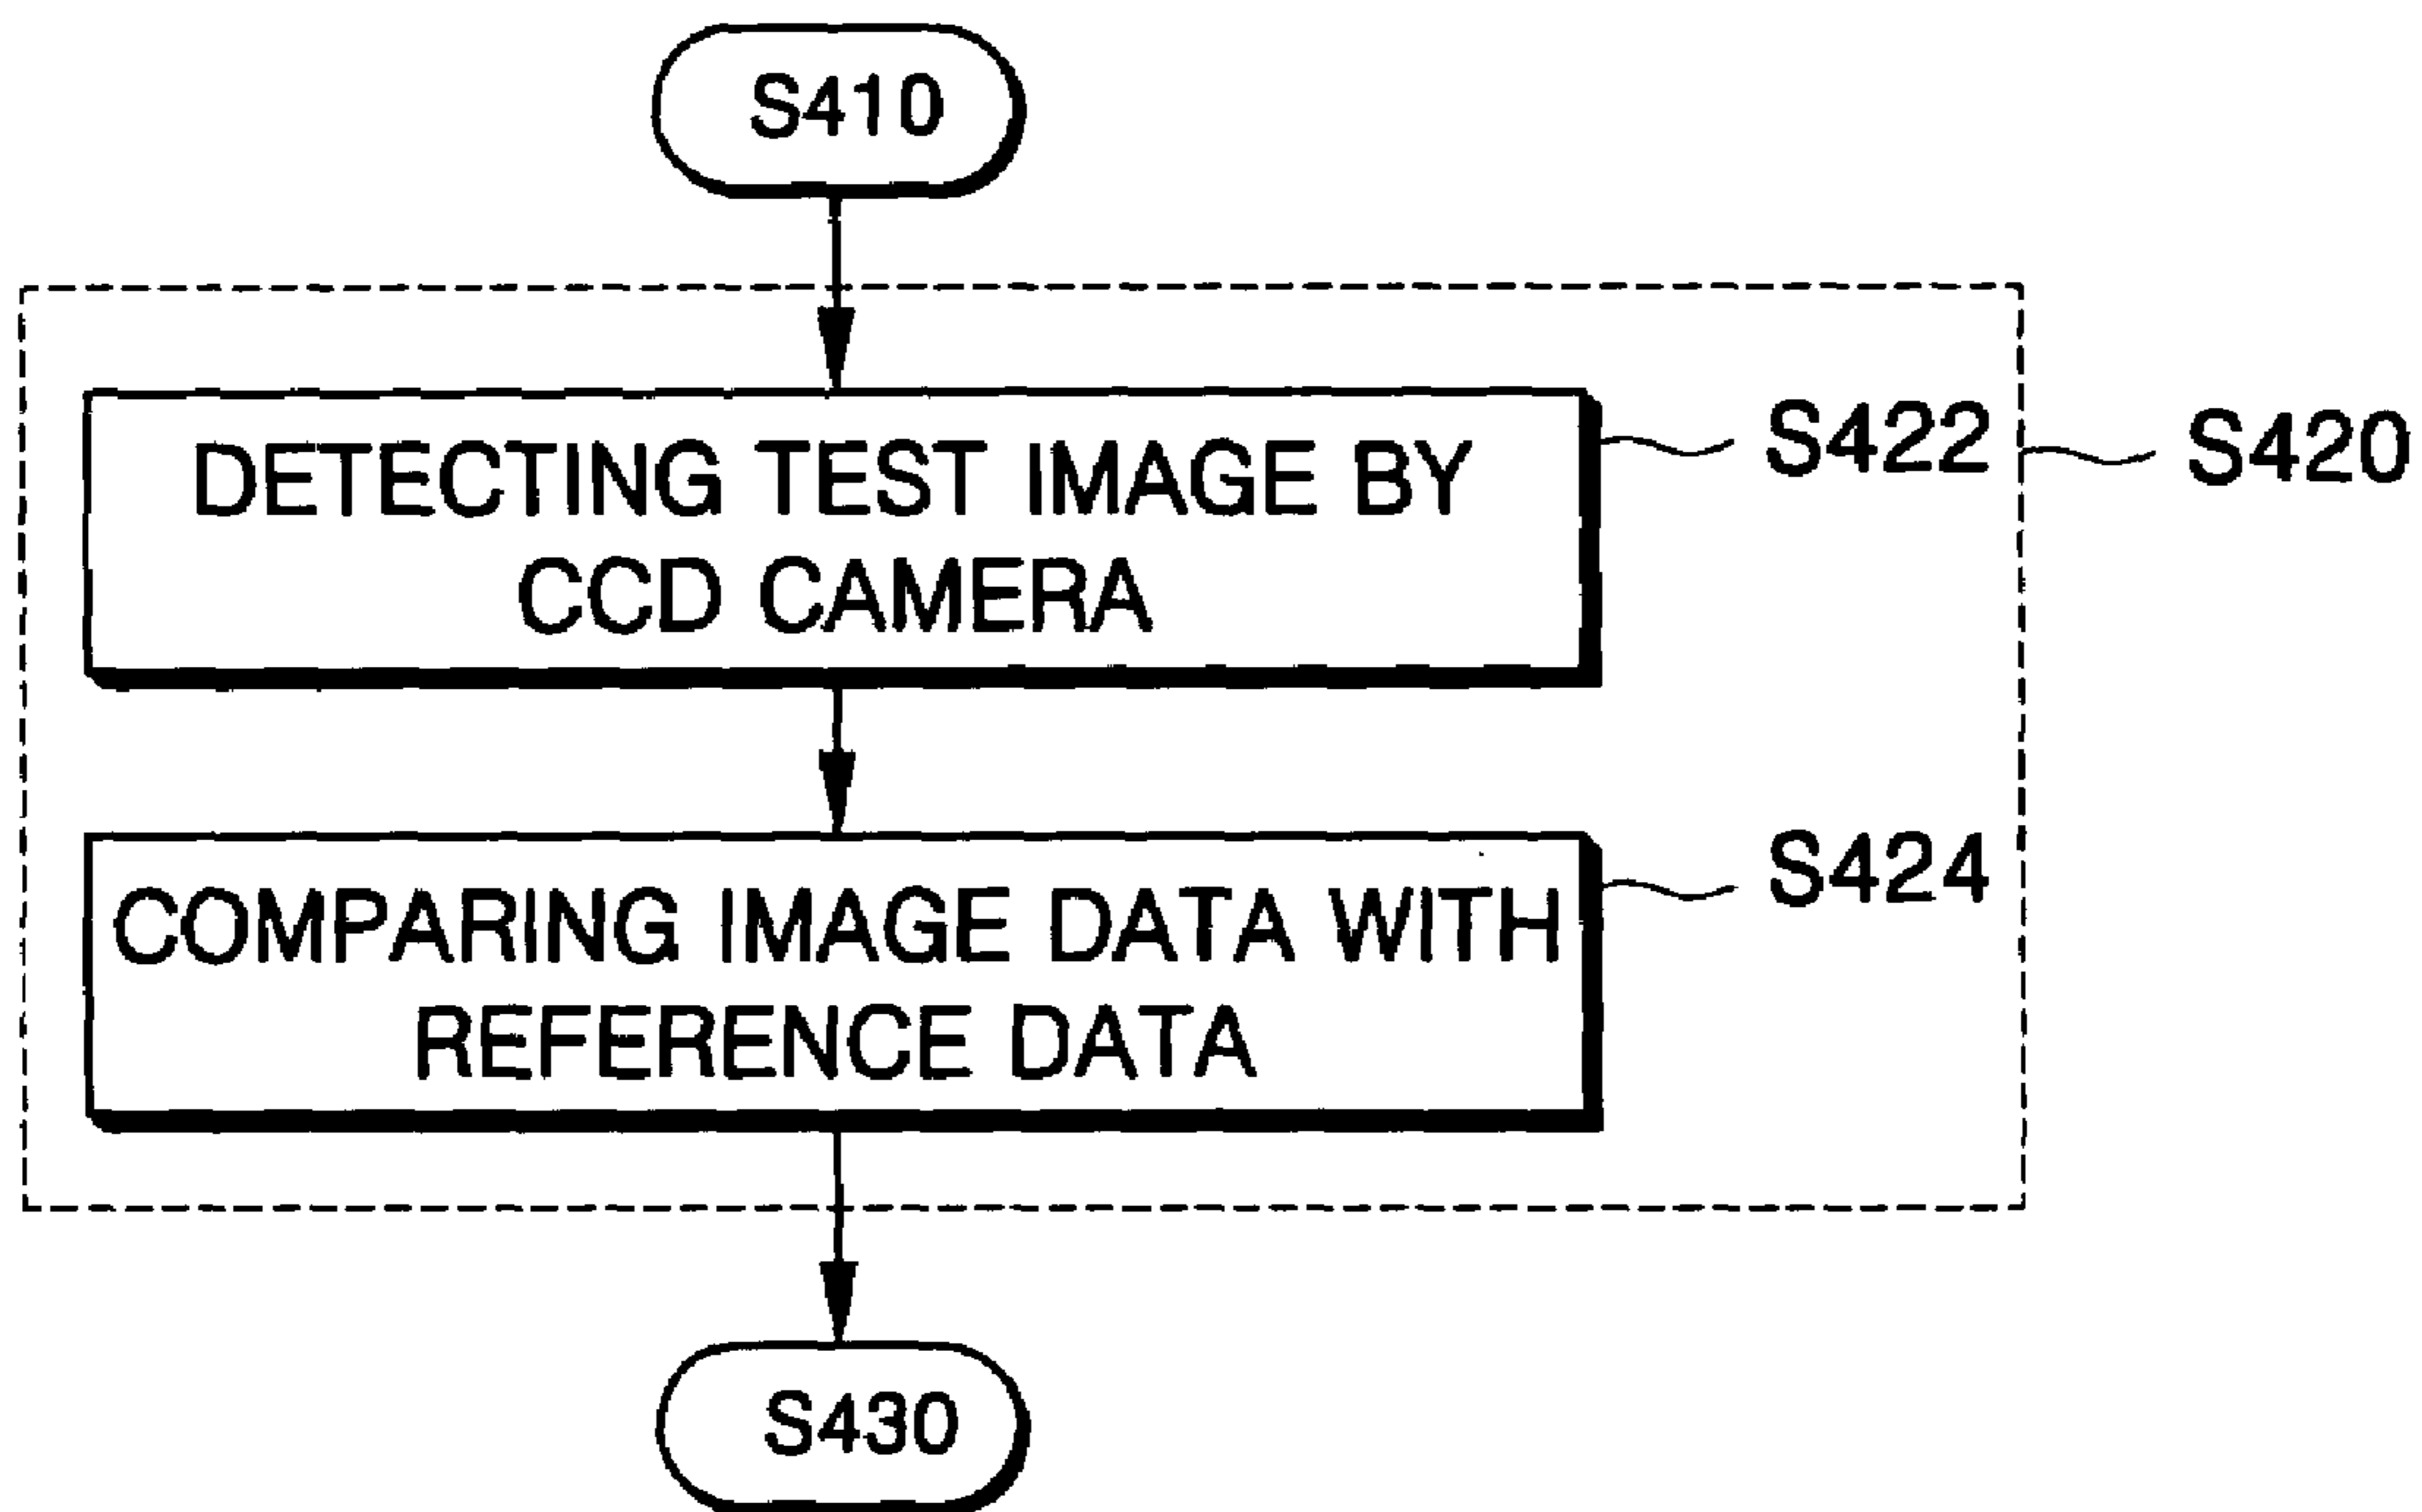 S410
DETECTING TEST IMAGE BY
CCD CAMERA
S422
S420
COMPARING IMAGE DATA WITH
REFERENCE DATA
S424
S430